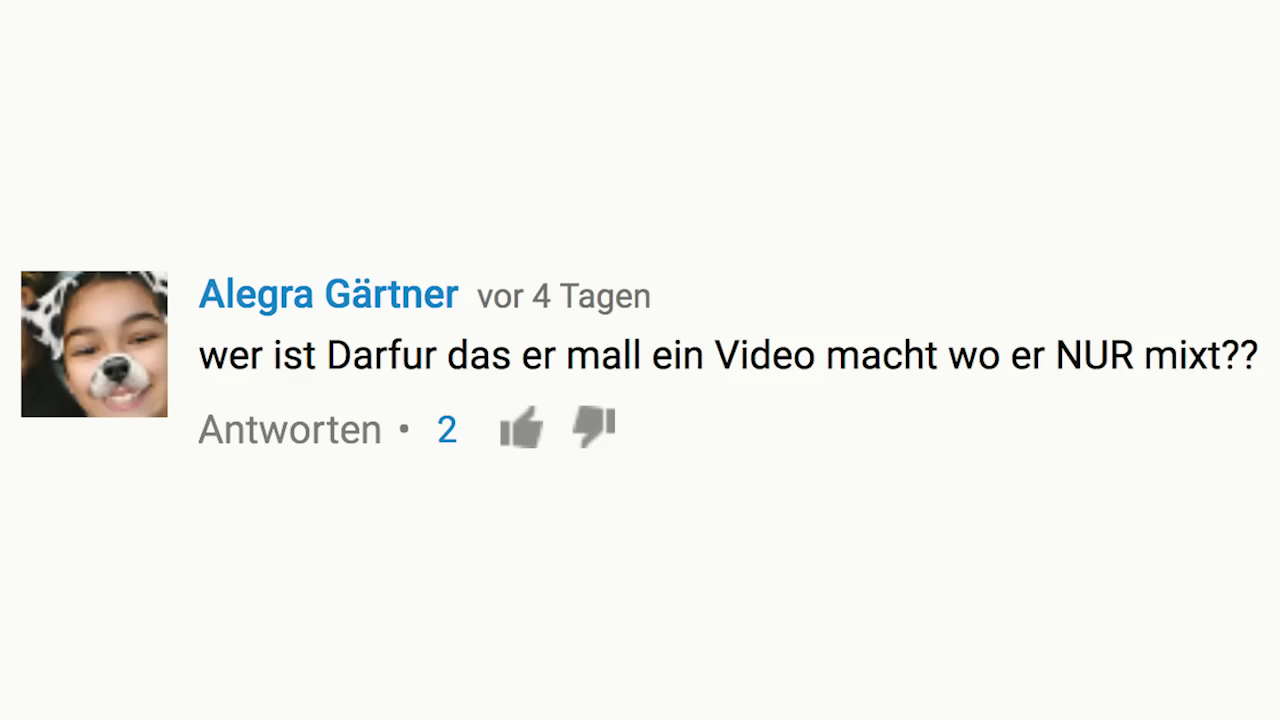 Alegra Gärtner vor 4 Tagen
wer ist Darfur das er mall ein Video macht wo er NUR mixt??
Antworten • 2